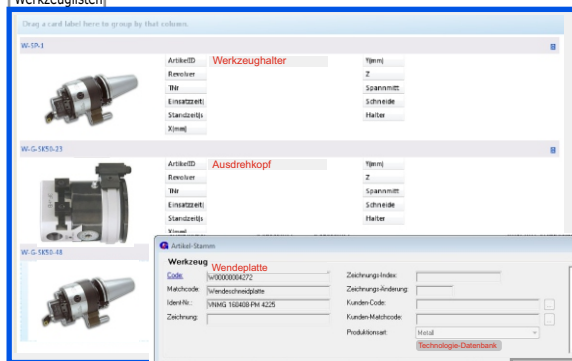 Werkzeuglisten
Drag a card label here to group by that column.
W-SP-1
ArtikelID Werkzeughalter Y(mm)
Revolver Z
TNr Spannmitt
Einsatzzeit( Schneide
Standzeit(s Halter
X(mm)
W-G-SK50-23
ArtikelID Ausdrehkopf Y(mm)
Revolver Z
TNr Spannmitt
Einsatzzeit( Schneide
Standzeit(s Halter
X(mm)
W-G-SK50-48
Artikel-Stamm
Werkzeug
Wendeplatte
Code: W00000004272 Zeichnungs-Index:
Matchcode: Wendeschneidplatte Zeichnungs-Änderung:
Ident-Nr.: VNMG 160408-PM 4225 Kunden-Code:
Zeichnung: Kunden-Matchcode:
Produktionsart: Metall
Technologie-Datenbank